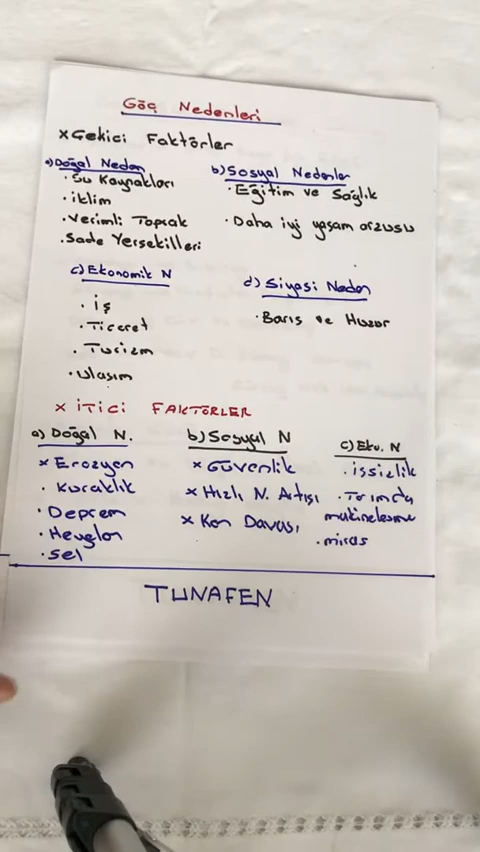 Göç Nedenleri
x Çekici Faktörler
a) Doğal Neden
· Su Kaynakları
· iklim
· Verimli Toprak
· Sade Yerşekilleri
b) Sosyal Nedenler
· Eğitim ve Sağlık
· Daha iyi yaşam arzusu
c) Ekonomik N
· iş
· Ticaret
· Turizm
· Ulaşım
d) Siyasi Neden
· Barış ve Huzur
x İTİCİ FAKTÖRLER
a) Doğal N.
x Erozyon
· Kuraklık
· Deprem
· Heyelan
· Sel
b) Sosyal N
x Güvenlik
x Hızlı N. Artışı
x Kan Davası
c) Eko. N
· işsizlik
· Tarımda
makineleşme
· miras
TUNAFEN